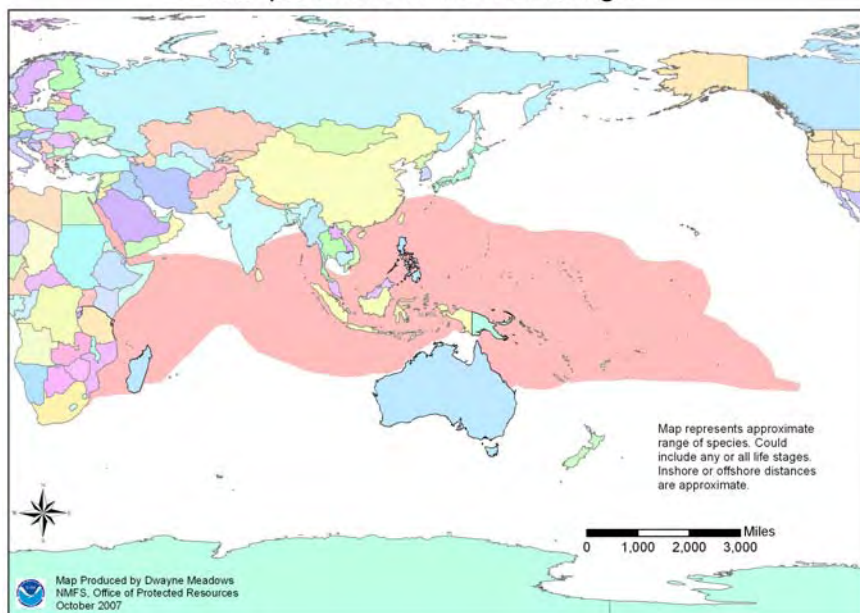 Map represents approximate
range of species. Could
include any or all life stages.
Inshore or offshore distances
are approximate.
Miles
0 1,000 2,000 3,000
Map Produced by Dwayne Meadows
NMFS, Office of Protected Resources
October 2007